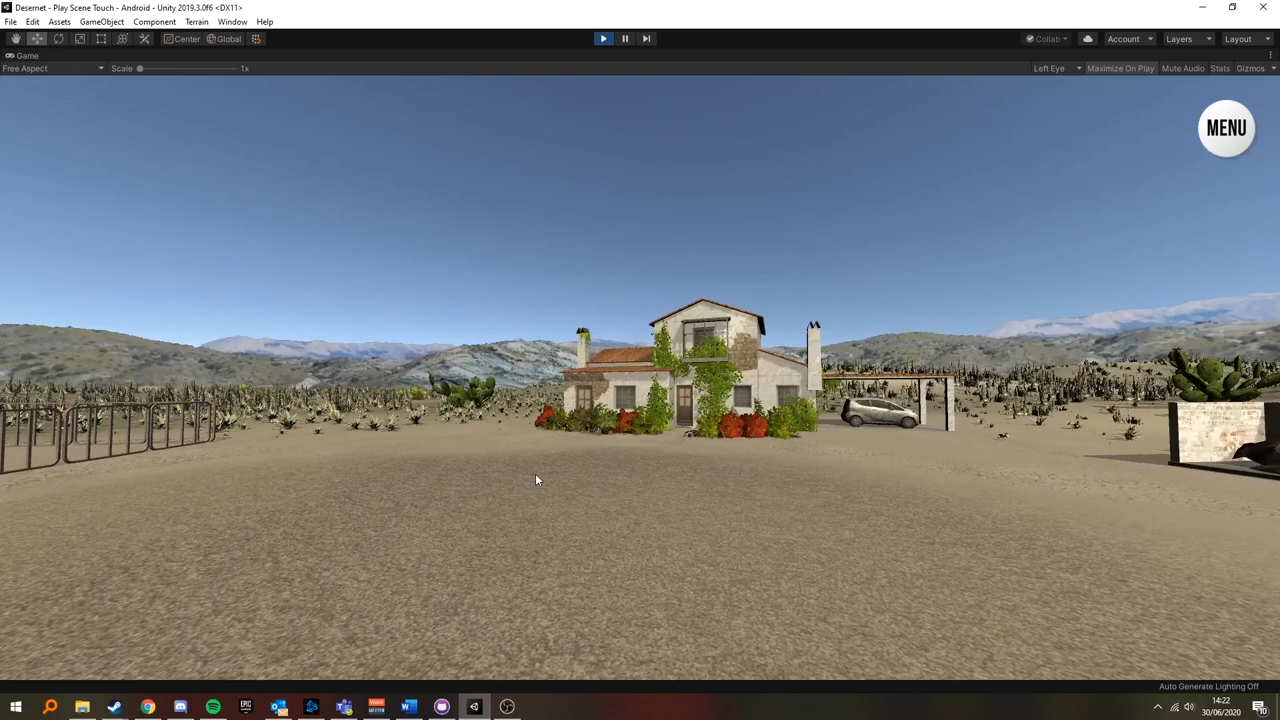 Desernet - Play Scene Touch - Android - Unity 2019.3.0f6 <DX11>
File Edit Assets GameObject Component Terrain Window Help
Center Global Collab Account Layers Layout
Game
Free Aspect Scale 1x Left Eye Maximize On Play Mute Audio Stats Gizmos
MENU
Auto Generate Lighting Off
EPIC
14:22
30/06/2020
10